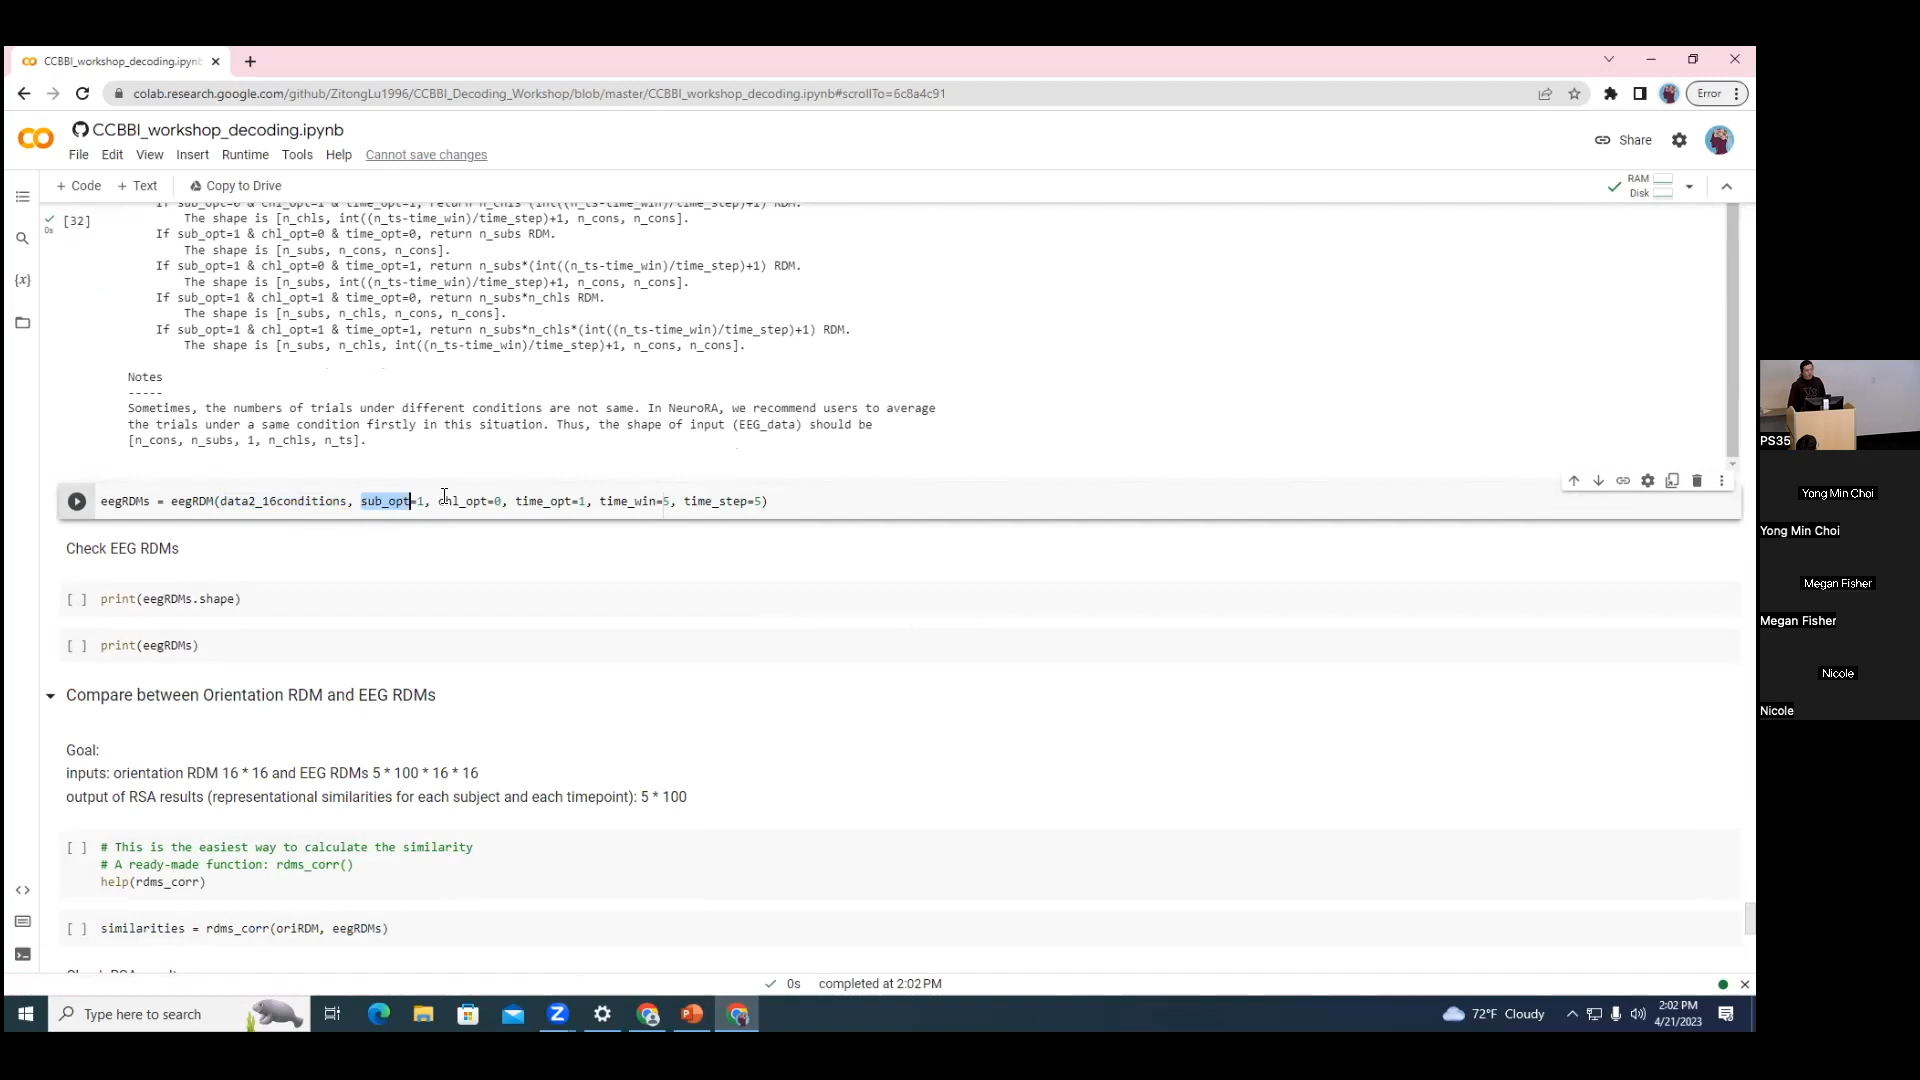 CCBBI_workshop_decoding.ipynb
colab.research.google.com/github/ZitongLu1996/CCBBI_Decoding_Workshop/blob/master/CCBBI_workshop_decoding.ipynb#scrollTo=6c8a4c91
Error
CCBBI_workshop_decoding.ipynb
File Edit View Insert Runtime Tools Help Cannot save changes
Share
+ Code + Text Copy to Drive
RAM
Disk
[32]
0s
The shape is [n_chls, int((n_ts-time_win)/time_step)+1, n_cons, n_cons].
If sub_opt=1 & chl_opt=0 & time_opt=0, return n_subs RDM.
The shape is [n_subs, n_cons, n_cons].
If sub_opt=1 & chl_opt=0 & time_opt=1, return n_subs*(int((n_ts-time_win)/time_step)+1) RDM.
The shape is [n_subs, int((n_ts-time_win)/time_step)+1, n_cons, n_cons].
If sub_opt=1 & chl_opt=1 & time_opt=0, return n_subs*n_chls RDM.
The shape is [n_subs, n_chls, n_cons, n_cons].
If sub_opt=1 & chl_opt=1 & time_opt=1, return n_subs*n_chls*(int((n_ts-time_win)/time_step)+1) RDM.
The shape is [n_subs, n_chls, int((n_ts-time_win)/time_step)+1, n_cons, n_cons].
Notes
-----
Sometimes, the numbers of trials under different conditions are not same. In NeuroRA, we recommend users to average
the trials under a same condition firstly in this situation. Thus, the shape of input (EEG_data) should be
[n_cons, n_subs, 1, n_chls, n_ts].
eegRDMs = eegRDM(data2_16conditions, sub_opt=1, chl_opt=0, time_opt=1, time_win=5, time_step=5)
Check EEG RDMs
[ ] print(eegRDMs.shape)
[ ] print(eegRDMs)
Compare between Orientation RDM and EEG RDMs
Goal:
inputs: orientation RDM 16 * 16 and EEG RDMs 5 * 100 * 16 * 16
output of RSA results (representational similarities for each subject and each timepoint): 5 * 100
[ ] # This is the easiest way to calculate the similarity
# A ready-made function: rdms_corr()
help(rdms_corr)
[ ] similarities = rdms_corr(oriRDM, eegRDMs)
0s completed at 2:02 PM
Type here to search
72°F Cloudy
2:02 PM
4/21/2023
PS35
Yong Min Choi
Yong Min Choi
Megan Fisher
Megan Fisher
Nicole
Nicole